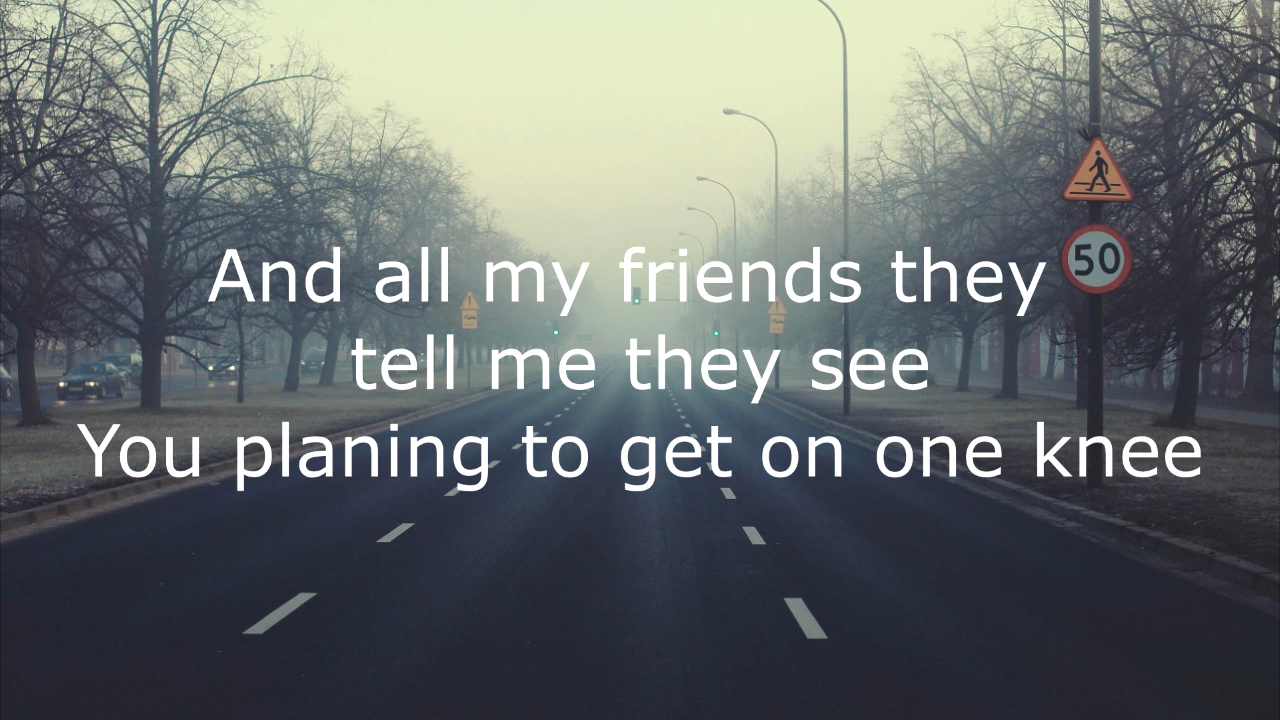 And all my friends they
tell me they see
You planing to get on one knee
50